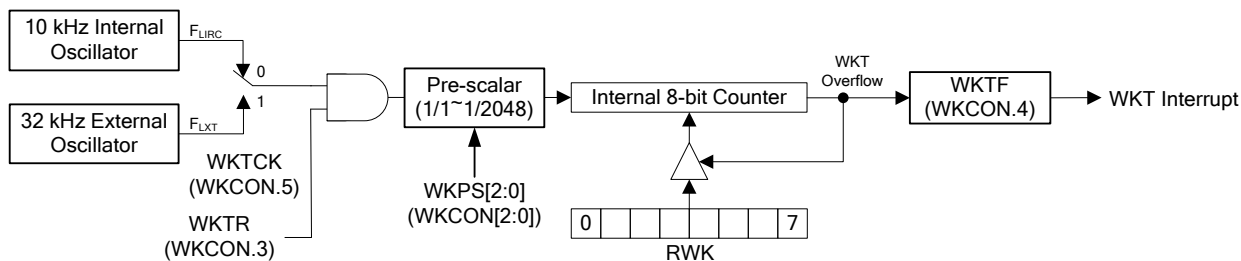 10 kHz Internal
Oscillator
FLIRC
0
1
32 kHz External
Oscillator
FLXT
WKTCK
(WKCON.5)
WKTR
(WKCON.3)
Pre-scalar
(1/1~1/2048)
WKPS[2:0]
(WKCON[2:0])
Internal 8-bit Counter
0
7
RWK
WKT
Overflow
WKTF
(WKCON.4)
WKT Interrupt